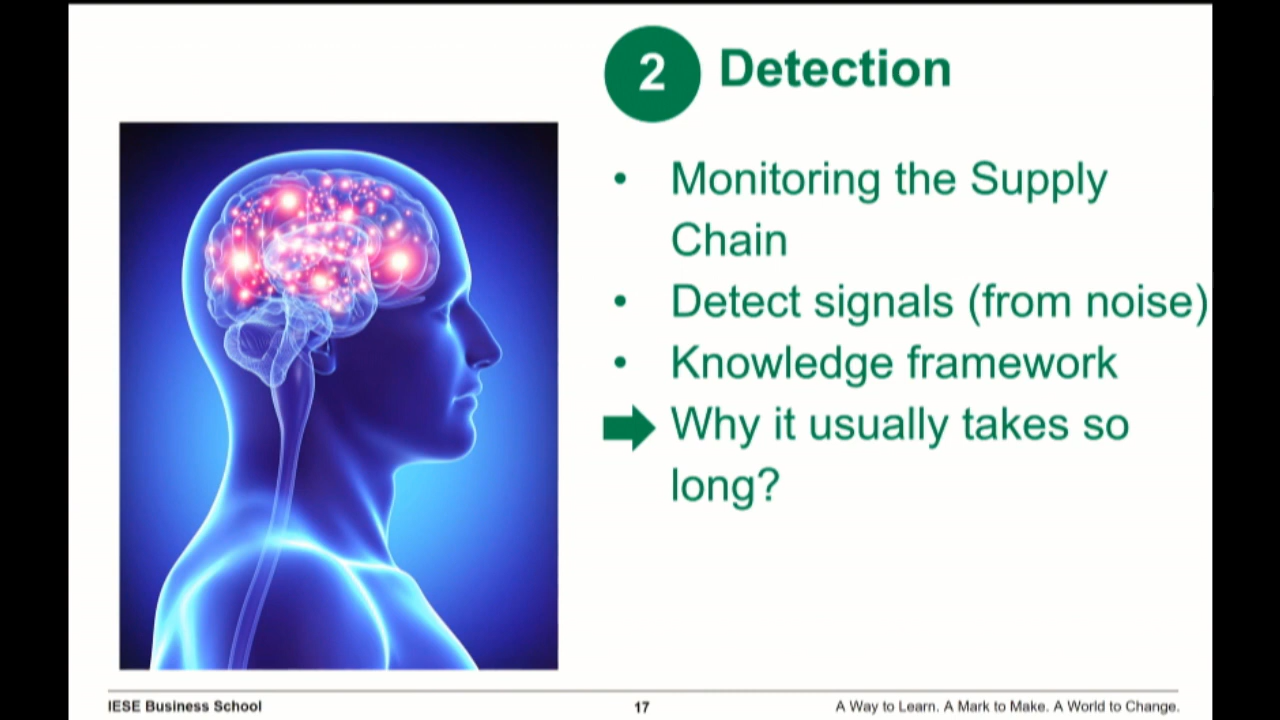 2 Detection
• Monitoring the Supply
Chain
• Detect signals (from noise)
• Knowledge framework
Why it usually takes so
long?
IESE Business School 17 A Way to Learn. A Mark to Make. A World to Change.